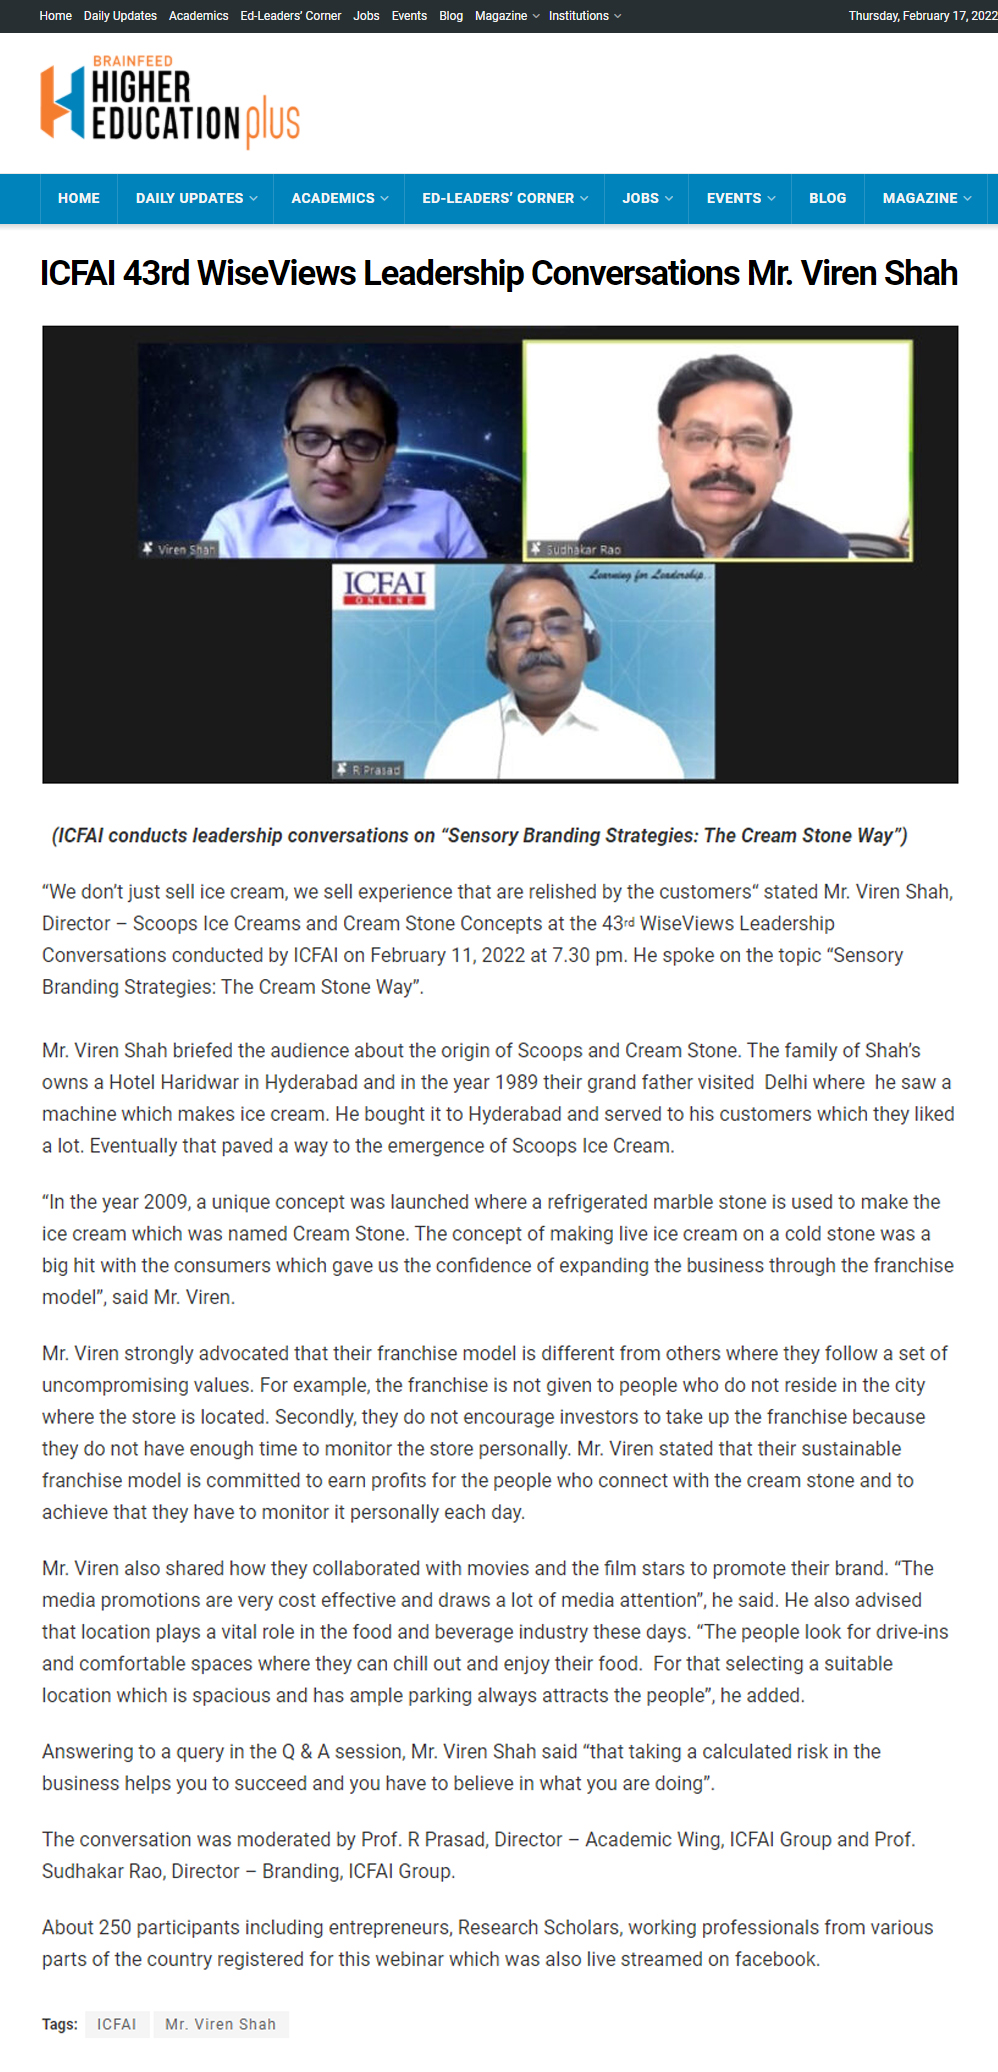 Home Daily Updates Academics Ed-Leaders’ Corner Jobs Events Blog Magazine Institutions Thursday, February 17, 2022
BRAINFEED
HIGHER
EDUCATION plus
HOME DAILY UPDATES ACADEMICS ED-LEADERS’ CORNER JOBS EVENTS BLOG MAGAZINE
ICFAI 43rd WiseViews Leadership Conversations Mr. Viren Shah
Viren Shah
Sudhakar Rao
ICFAI
ONLINE
Learning for Leadership..
R Prasad
(ICFAI conducts leadership conversations on “Sensory Branding Strategies: The Cream Stone Way”)
“We don’t just sell ice cream, we sell experience that are relished by the customers“ stated Mr. Viren Shah,
Director – Scoops Ice Creams and Cream Stone Concepts at the 43rd WiseViews Leadership
Conversations conducted by ICFAI on February 11, 2022 at 7.30 pm. He spoke on the topic “Sensory
Branding Strategies: The Cream Stone Way”.
Mr. Viren Shah briefed the audience about the origin of Scoops and Cream Stone. The family of Shah’s
owns a Hotel Haridwar in Hyderabad and in the year 1989 their grand father visited Delhi where he saw a
machine which makes ice cream. He bought it to Hyderabad and served to his customers which they liked
a lot. Eventually that paved a way to the emergence of Scoops Ice Cream.
“In the year 2009, a unique concept was launched where a refrigerated marble stone is used to make the
ice cream which was named Cream Stone. The concept of making live ice cream on a cold stone was a
big hit with the consumers which gave us the confidence of expanding the business through the franchise
model”, said Mr. Viren.
Mr. Viren strongly advocated that their franchise model is different from others where they follow a set of
uncompromising values. For example, the franchise is not given to people who do not reside in the city
where the store is located. Secondly, they do not encourage investors to take up the franchise because
they do not have enough time to monitor the store personally. Mr. Viren stated that their sustainable
franchise model is committed to earn profits for the people who connect with the cream stone and to
achieve that they have to monitor it personally each day.
Mr. Viren also shared how they collaborated with movies and the film stars to promote their brand. “The
media promotions are very cost effective and draws a lot of media attention”, he said. He also advised
that location plays a vital role in the food and beverage industry these days. “The people look for drive-ins
and comfortable spaces where they can chill out and enjoy their food. For that selecting a suitable
location which is spacious and has ample parking always attracts the people”, he added.
Answering to a query in the Q & A session, Mr. Viren Shah said “that taking a calculated risk in the
business helps you to succeed and you have to believe in what you are doing”.
The conversation was moderated by Prof. R Prasad, Director – Academic Wing, ICFAI Group and Prof.
Sudhakar Rao, Director – Branding, ICFAI Group.
About 250 participants including entrepreneurs, Research Scholars, working professionals from various
parts of the country registered for this webinar which was also live streamed on facebook.
Tags: ICFAI Mr. Viren Shah